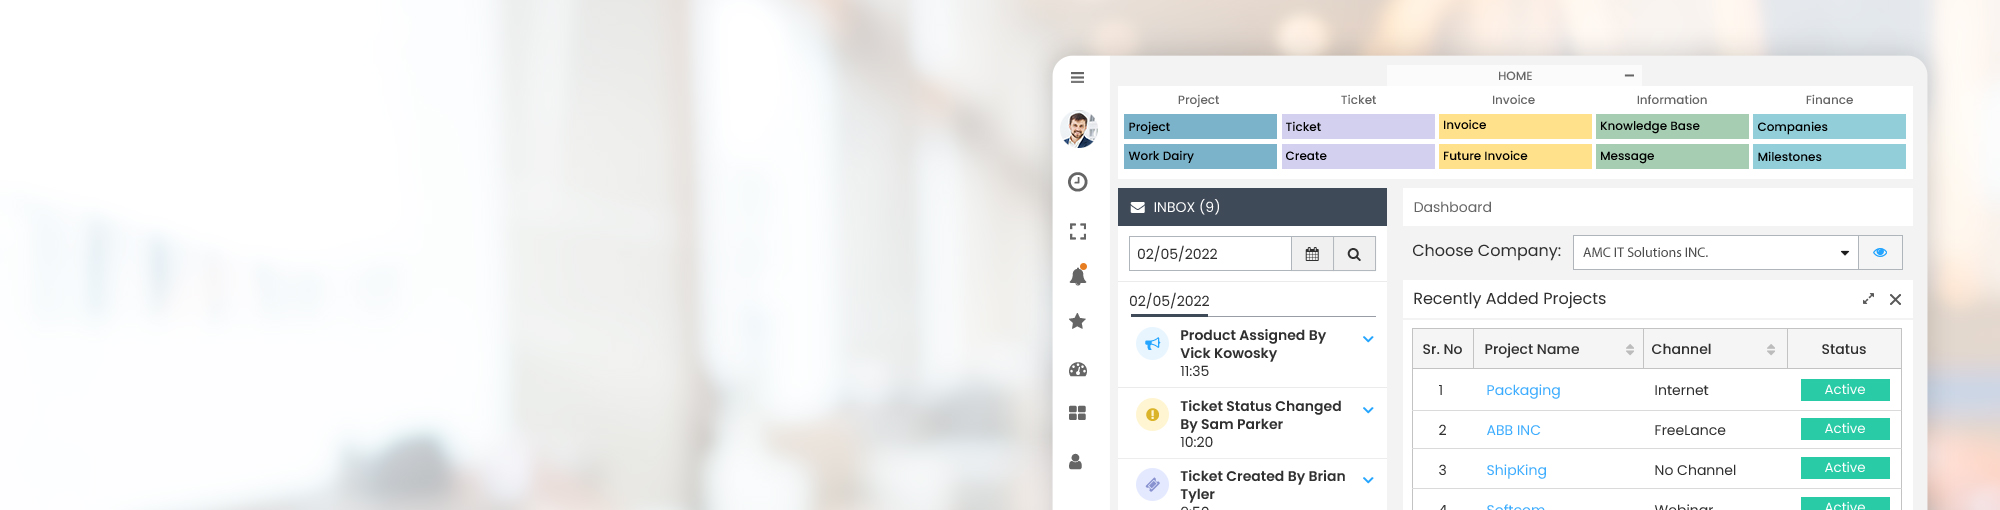 HOME
Project Ticket Invoice Information Finance
Project Ticket Invoice Knowledge Base Companies
Work Dairy Create Future Invoice Message Milestones
INBOX (9)
02/05/2022
02/05/2022
Product Assigned By
Vick Kowosky
11:35
Ticket Status Changed
By Sam Parker
10:20
Ticket Created By Brian
Tyler
Dashboard
Choose Company: AMC IT Solutions INC.
Recently Added Projects
Sr. No Project Name Channel Status
1 Packaging Internet Active
2 ABB INC FreeLance Active
3 ShipKing No Channel Active
4 Softcom Webinar Active